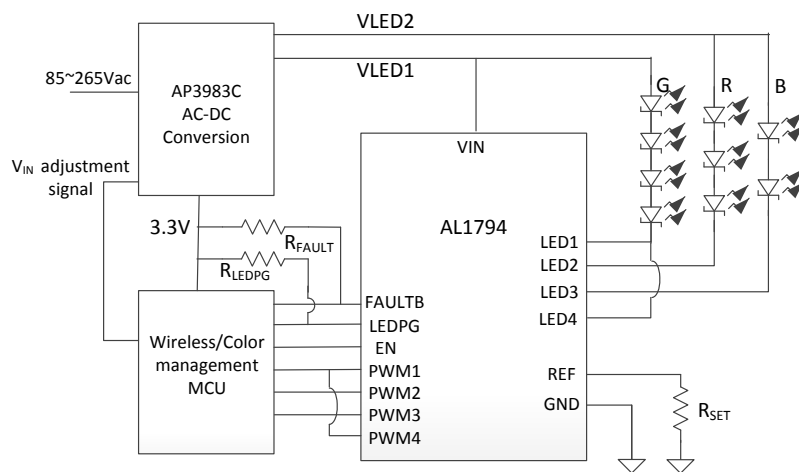 VLED2
VLED1
85~265Vac
AP3983C
AC-DC
Conversion
G
R
B
VIN
VIN adjustment
signal
3.3V
RFAULT
RLEDPG
AL1794
LED1
LED2
LED3
LED4
FAULTB
LEDPG
EN
PWM1
PWM2
PWM3
PWM4
Wireless/Color
management
MCU
REF
GND
RSET